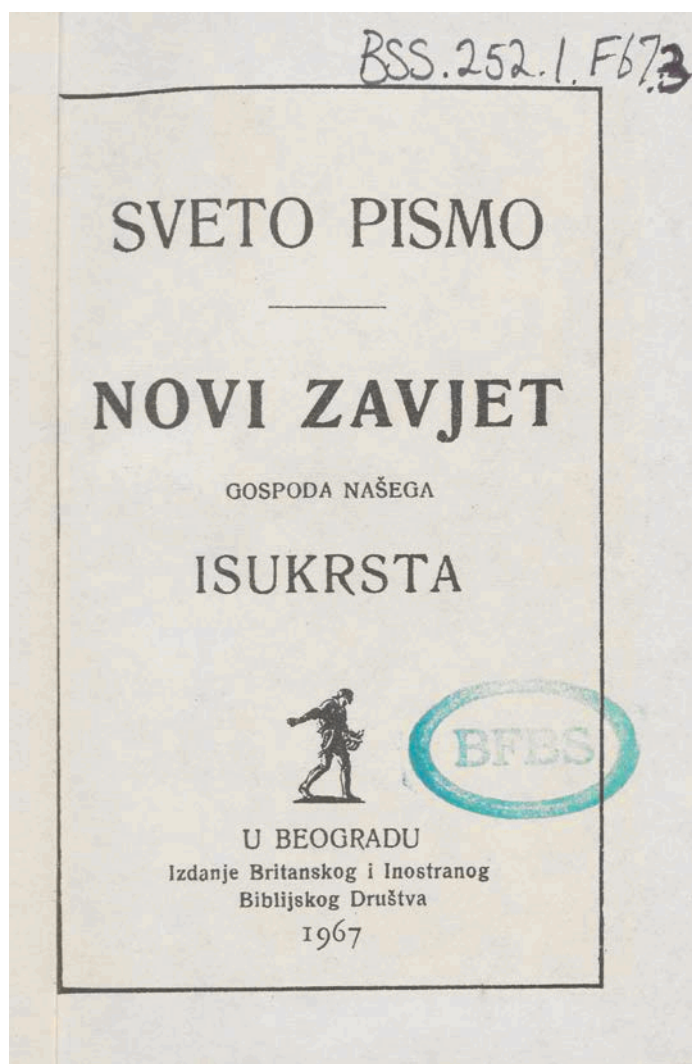 BSS.252.1.F67.3
SVETO PISMO
NOVI ZAVJET
GOSPODA NAŠEGA
ISUKRSTA
BFBS
U BEOGRADU
Izdanje Britanskog i Inostranog
Biblijskog Društva
1967